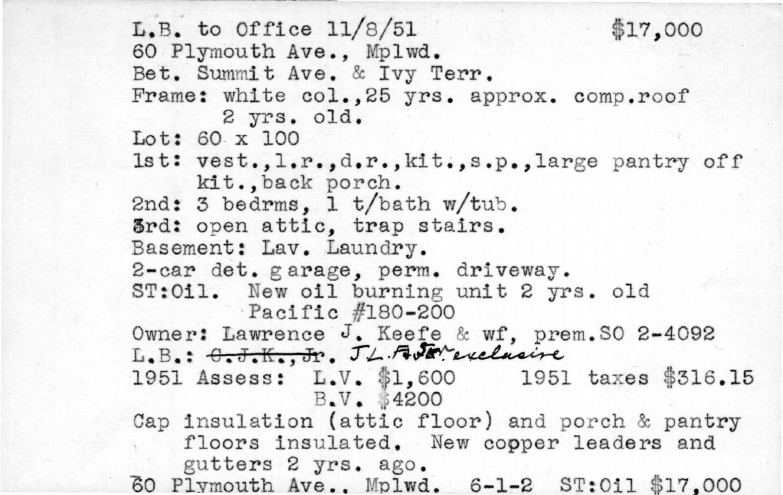 L.B. to Office 11/8/51 $17,000
60 Plymouth Ave., Mplwd.
Bet. Summit Ave. & Ivy Terr.
Frame: white col.,25 yrs. approx. comp.roof
2 yrs. old.
Lot: 60 x 100
1st: vest.,l.r.,d.r.,kit.,s.p.,large pantry off
kit.,back porch.
2nd: 3 bedrms, 1 t/bath w/tub.
3rd: open attic, trap stairs.
Basement: Lav. Laundry.
2-car det. garage, perm. driveway.
ST:Oil. New oil burning unit 2 yrs. old
Pacific #180-200
Owner: Lawrence J. Keefe & wf, prem.SO 2-4092
L.B.: C.J.K., Jr. exclusive
1951 Assess: L.V. $1,600 1951 taxes $316.15
B.V. $4200
Cap insulation (attic floor) and porch & pantry
floors insulated. New copper leaders and
gutters 2 yrs. ago.
60 Plymouth Ave., Mplwd. 6-1-2 ST:Oil $17,000